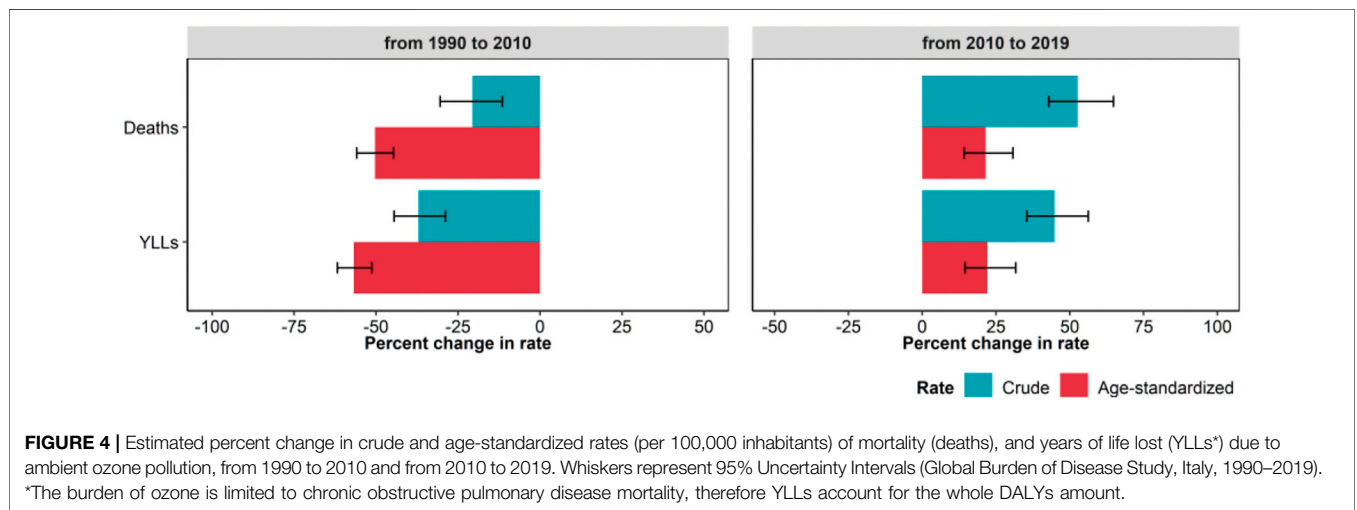 from 1990 to 2010
from 2010 to 2019
Deaths
YLLs
-100 -75 -50 -25 0 25 50
-50 -25 0 25 50 75 100
Percent change in rate
Percent change in rate
Rate Crude Age-standardized
FIGURE 4 | Estimated percent change in crude and age-standardized rates (per 100,000 inhabitants) of mortality (deaths), and years of life lost (YLLs*) due to
ambient ozone pollution, from 1990 to 2010 and from 2010 to 2019. Whiskers represent 95% Uncertainty Intervals (Global Burden of Disease Study, Italy, 1990–2019).
*The burden of ozone is limited to chronic obstructive pulmonary disease mortality, therefore YLLs account for the whole DALYs amount.